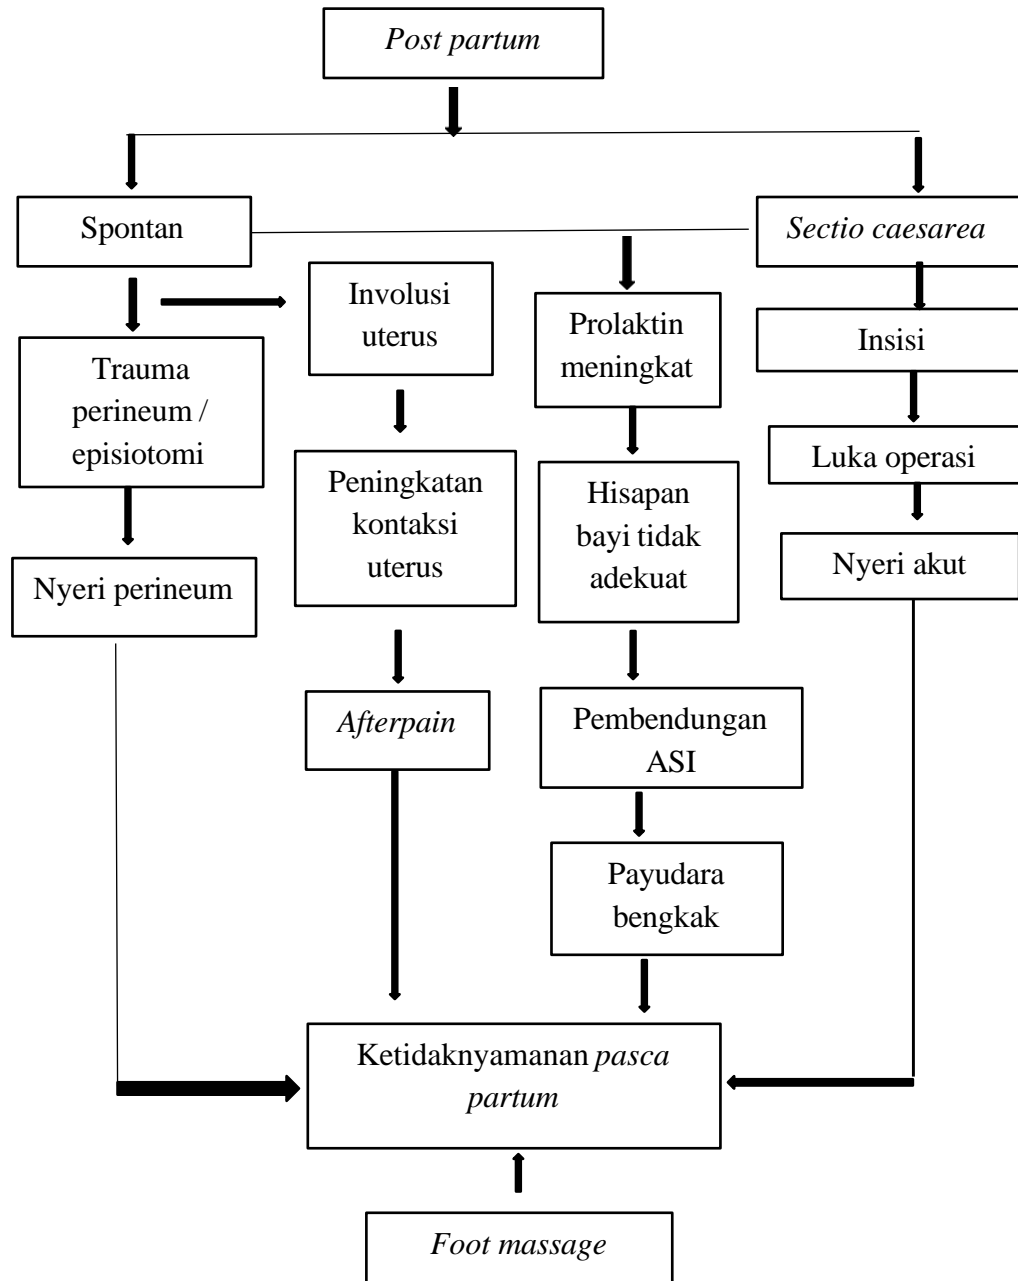 Post partum
Spontan
Sectio caesarea
Involusi
uterus
Prolaktin
meningkat
Insisi
Trauma
perineum /
episiotomi
Peningkatan
kontaksi
uterus
Hisapan
bayi tidak
adekuat
Luka operasi
Nyeri perineum
Nyeri akut
Afterpain
Pembendungan
ASI
Payudara
bengkak
Ketidaknyamanan pasca
partum
Foot massage